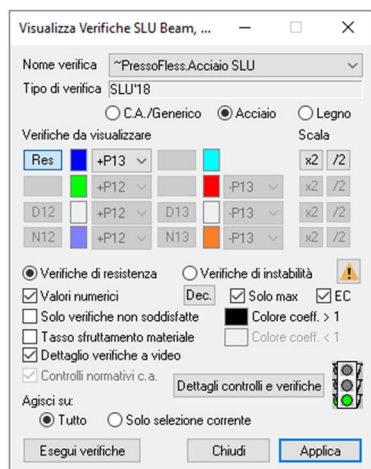 Visualizza Verifiche SLU Beam, ...
Nome verifica ~PressoFless.Acciaio SLU
Tipo di verifica SLU'18
C.A./Generico Acciaio Legno
Verifiche da visualizzare Scala
Res +P13 x2 /2
+P12 -P13 x2 /2
D12 +P12 D13 -P13 x2 /2
N12 +P12 N13 -P13 x2 /2
Verifiche di resistenza Verifiche di instabilità
Valori numerici Dec. Solo max EC
Solo verifiche non soddisfatte Colore coeff. > 1
Tasso sfruttamento materiale Colore coeff. < 1
Dettaglio verifiche a video
Controlli normativi c.a. Dettagli controlli e verifiche
Agisci su:
Tutto Solo selezione corrente
Esegui verifiche Chiudi Applica